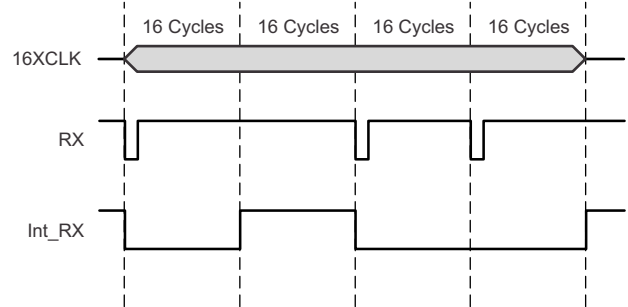 16 Cycles 16 Cycles 16 Cycles 16 Cycles
16XCLK
RX
Int_RX